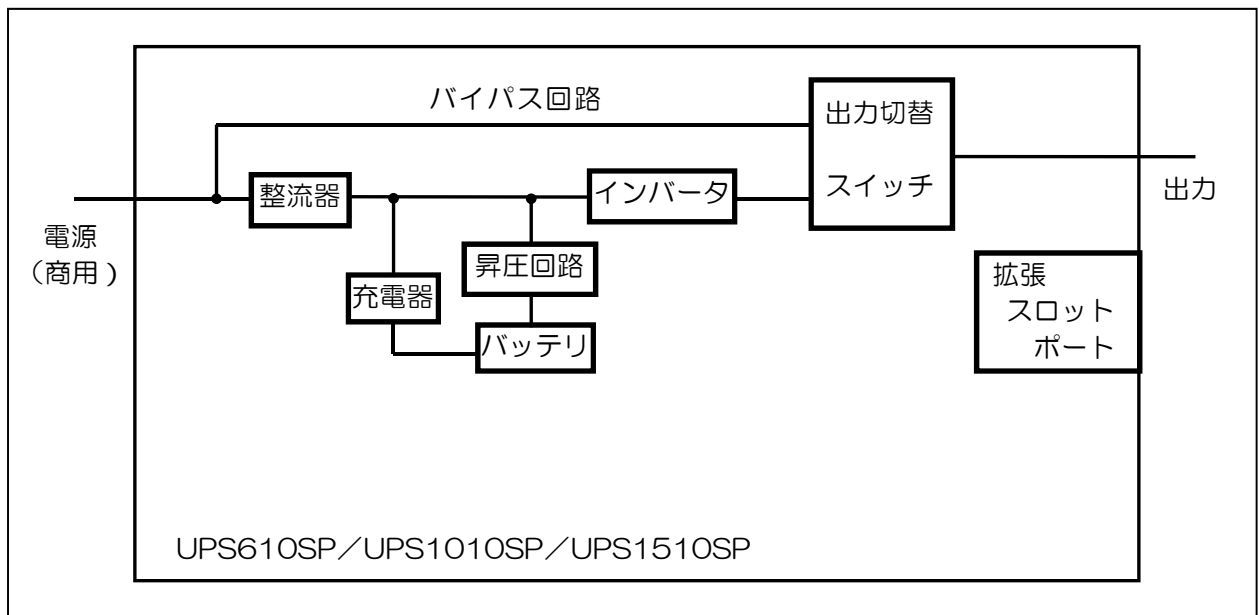 バイパス回路
出力切替
スイッチ
整流器
インバータ
出力
電源
（商用）
昇圧回路
充電器
バッテリ
拡張
スロット
ポート
UPS610SP／UPS1010SP／UPS1510SP